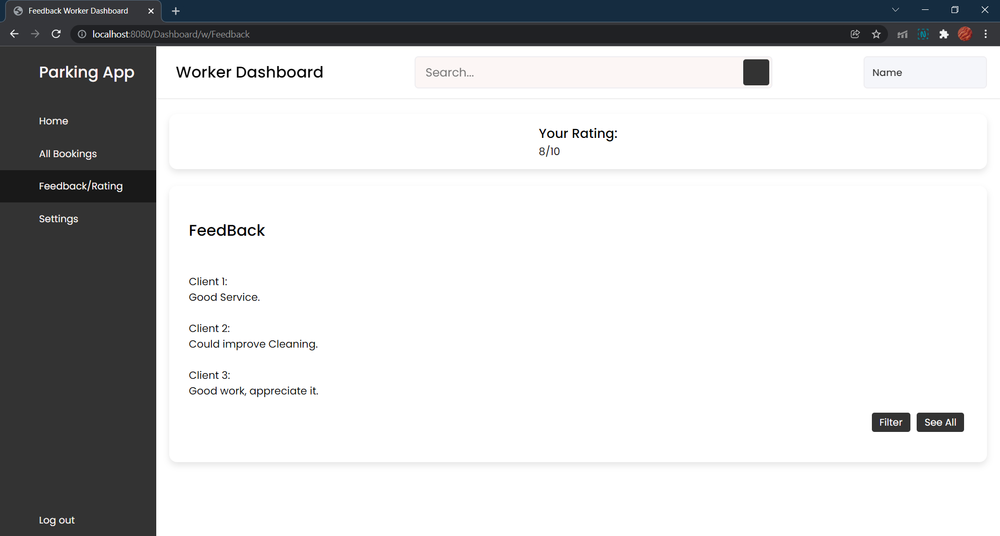 Feedback Worker Dashboard
localhost:8080/Dashboard/w/Feedback
Parking App
Worker Dashboard
Search...
Name
Home
All Bookings
Feedback/Rating
Settings
Log out
Your Rating:
8/10
FeedBack
Client 1:
Good Service.
Client 2:
Could improve Cleaning.
Client 3:
Good work, appreciate it.
Filter
See All